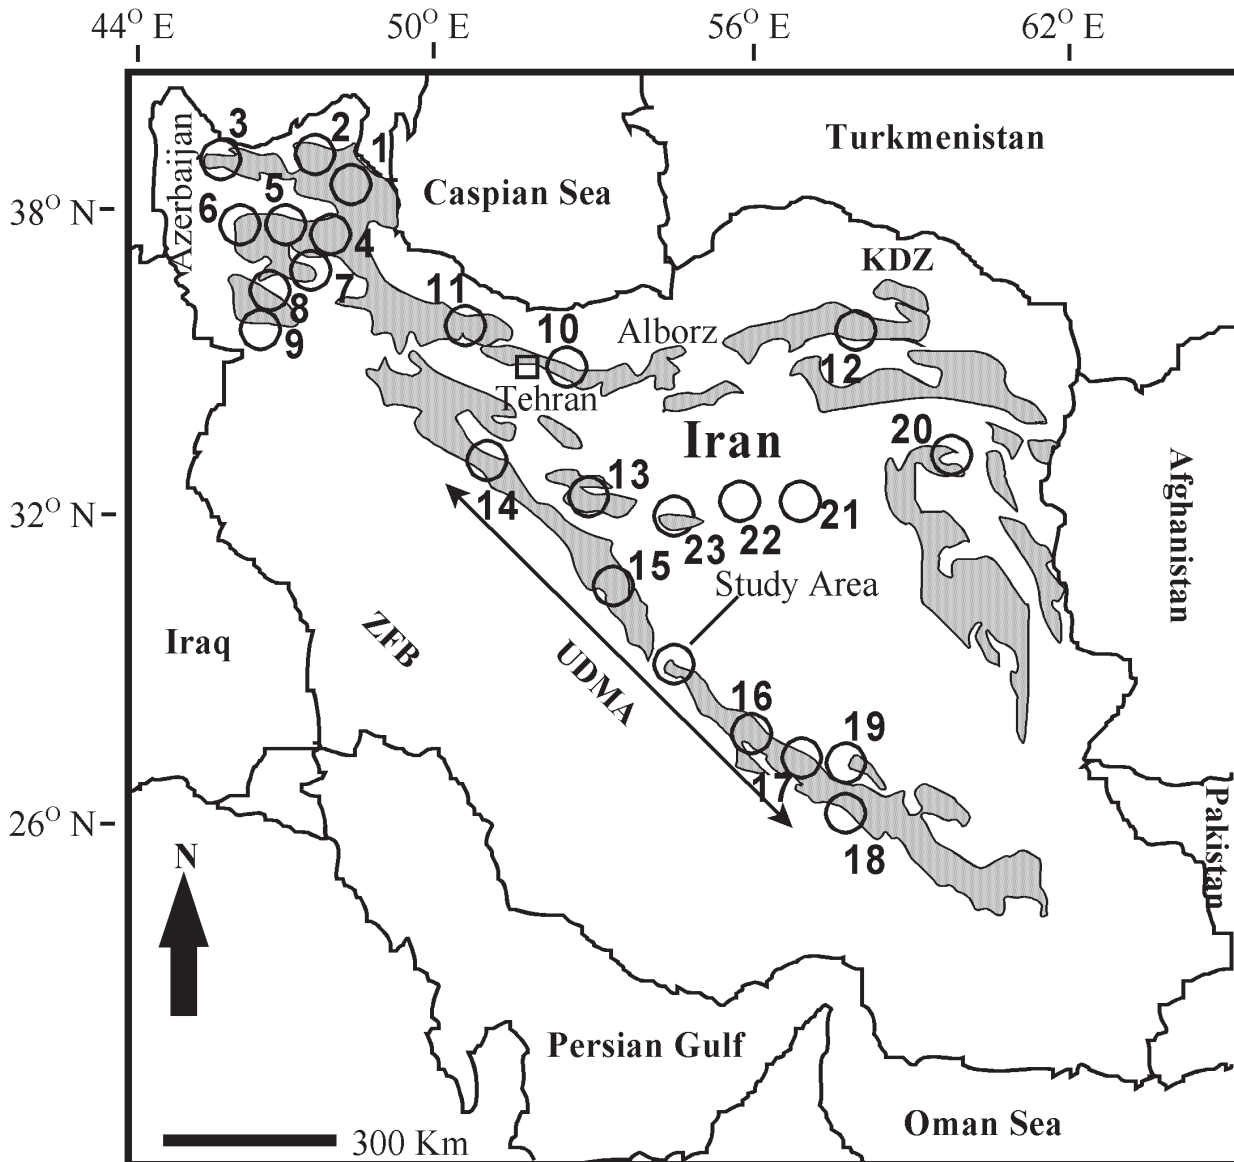 44° E
50° E
56° E
62° E
38° N
32° N
26° N
Azerbaijan
Caspian Sea
Turkmenistan
3
2
1
5
6
4
7
8
9
11
10
Alborz
KDZ
12
Tehran
Iran
20
13
14
23
22
21
Afghanistan
15
Study Area
Iraq
ZFB
UDMA
16
19
17
18
Pakistan
N
Persian Gulf
Oman Sea
300 Km